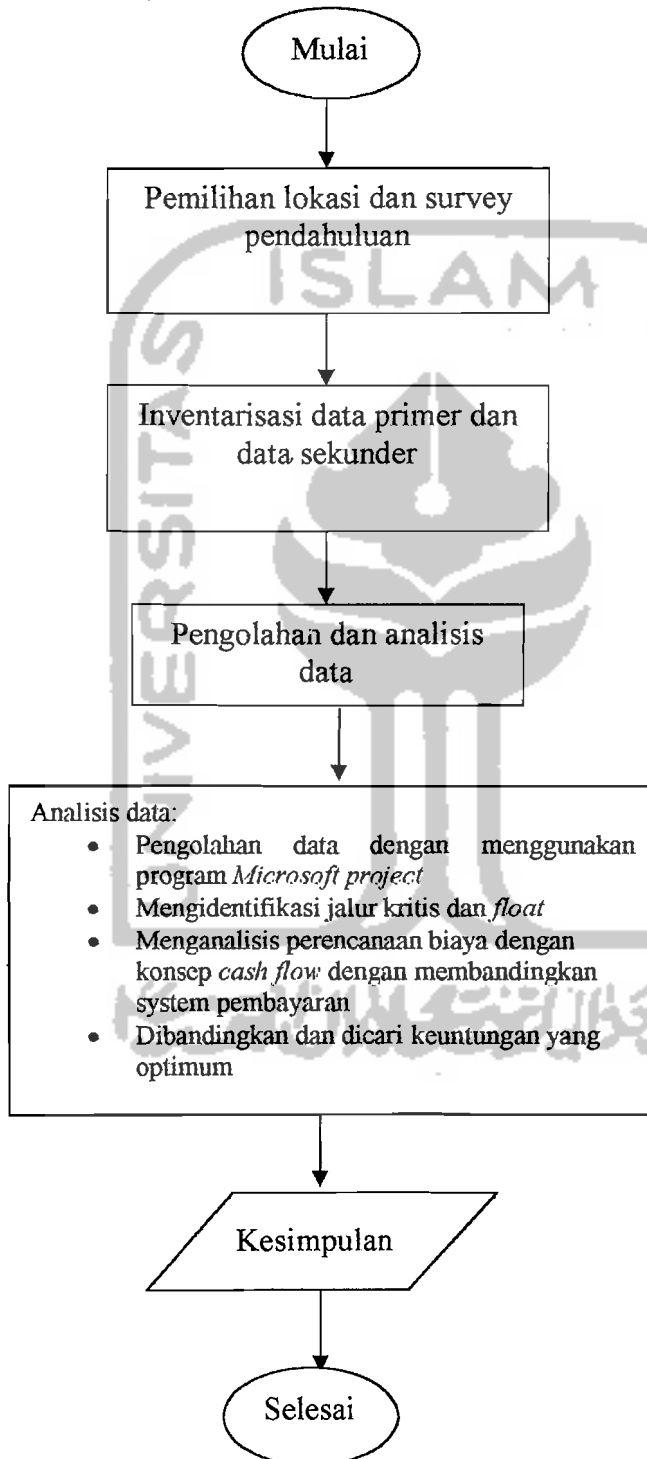 Mulai
Pemilihan lokasi dan survey
pendahuluan
ISLAM
UNIVERSITAS
Inventarisasi data primer dan
data sekunder
Pengolahan dan analisis
data
Analisis data:
• Pengolahan data dengan menggunakan
program Microsoft project
• Mengidentifikasi jalur kritis dan float
• Menganalisis perencanaan biaya dengan
konsep cash flow dengan membandingkan
system pembayaran
• Dibandingkan dan dicari keuntungan yang
optimum
Kesimpulan
Selesai